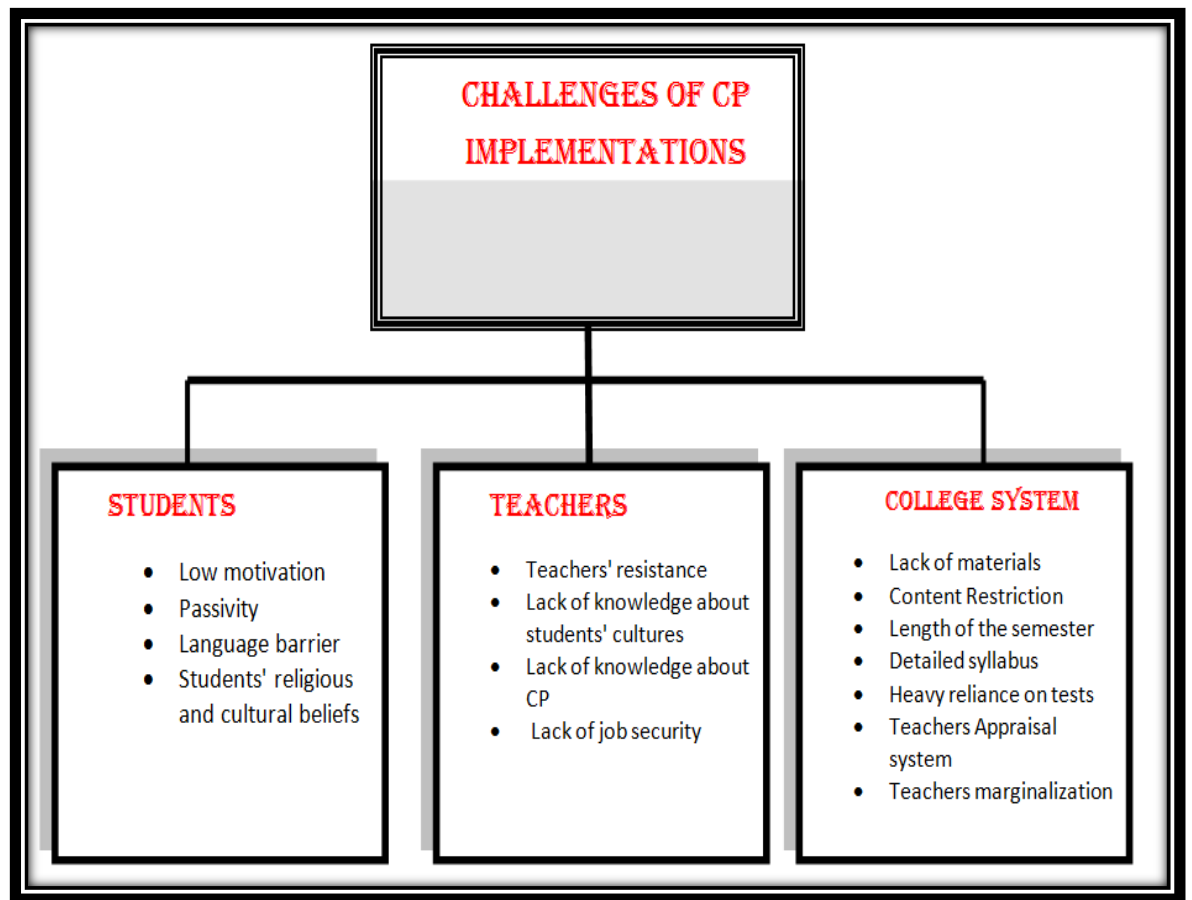 CHALLENGES OF CP
IMPLEMENTATIONS
STUDENTS
• Low motivation
• Passivity
• Language barrier
• Students' religious
and cultural beliefs
TEACHERS
• Teachers' resistance
• Lack of knowledge about
students' cultures
• Lack of knowledge about
CP
• Lack of job security
COLLEGE SYSTEM
• Lack of materials
• Content Restriction
• Length of the semester
• Detailed syllabus
• Heavy reliance on tests
• Teachers Appraisal
system
• Teachers marginalization